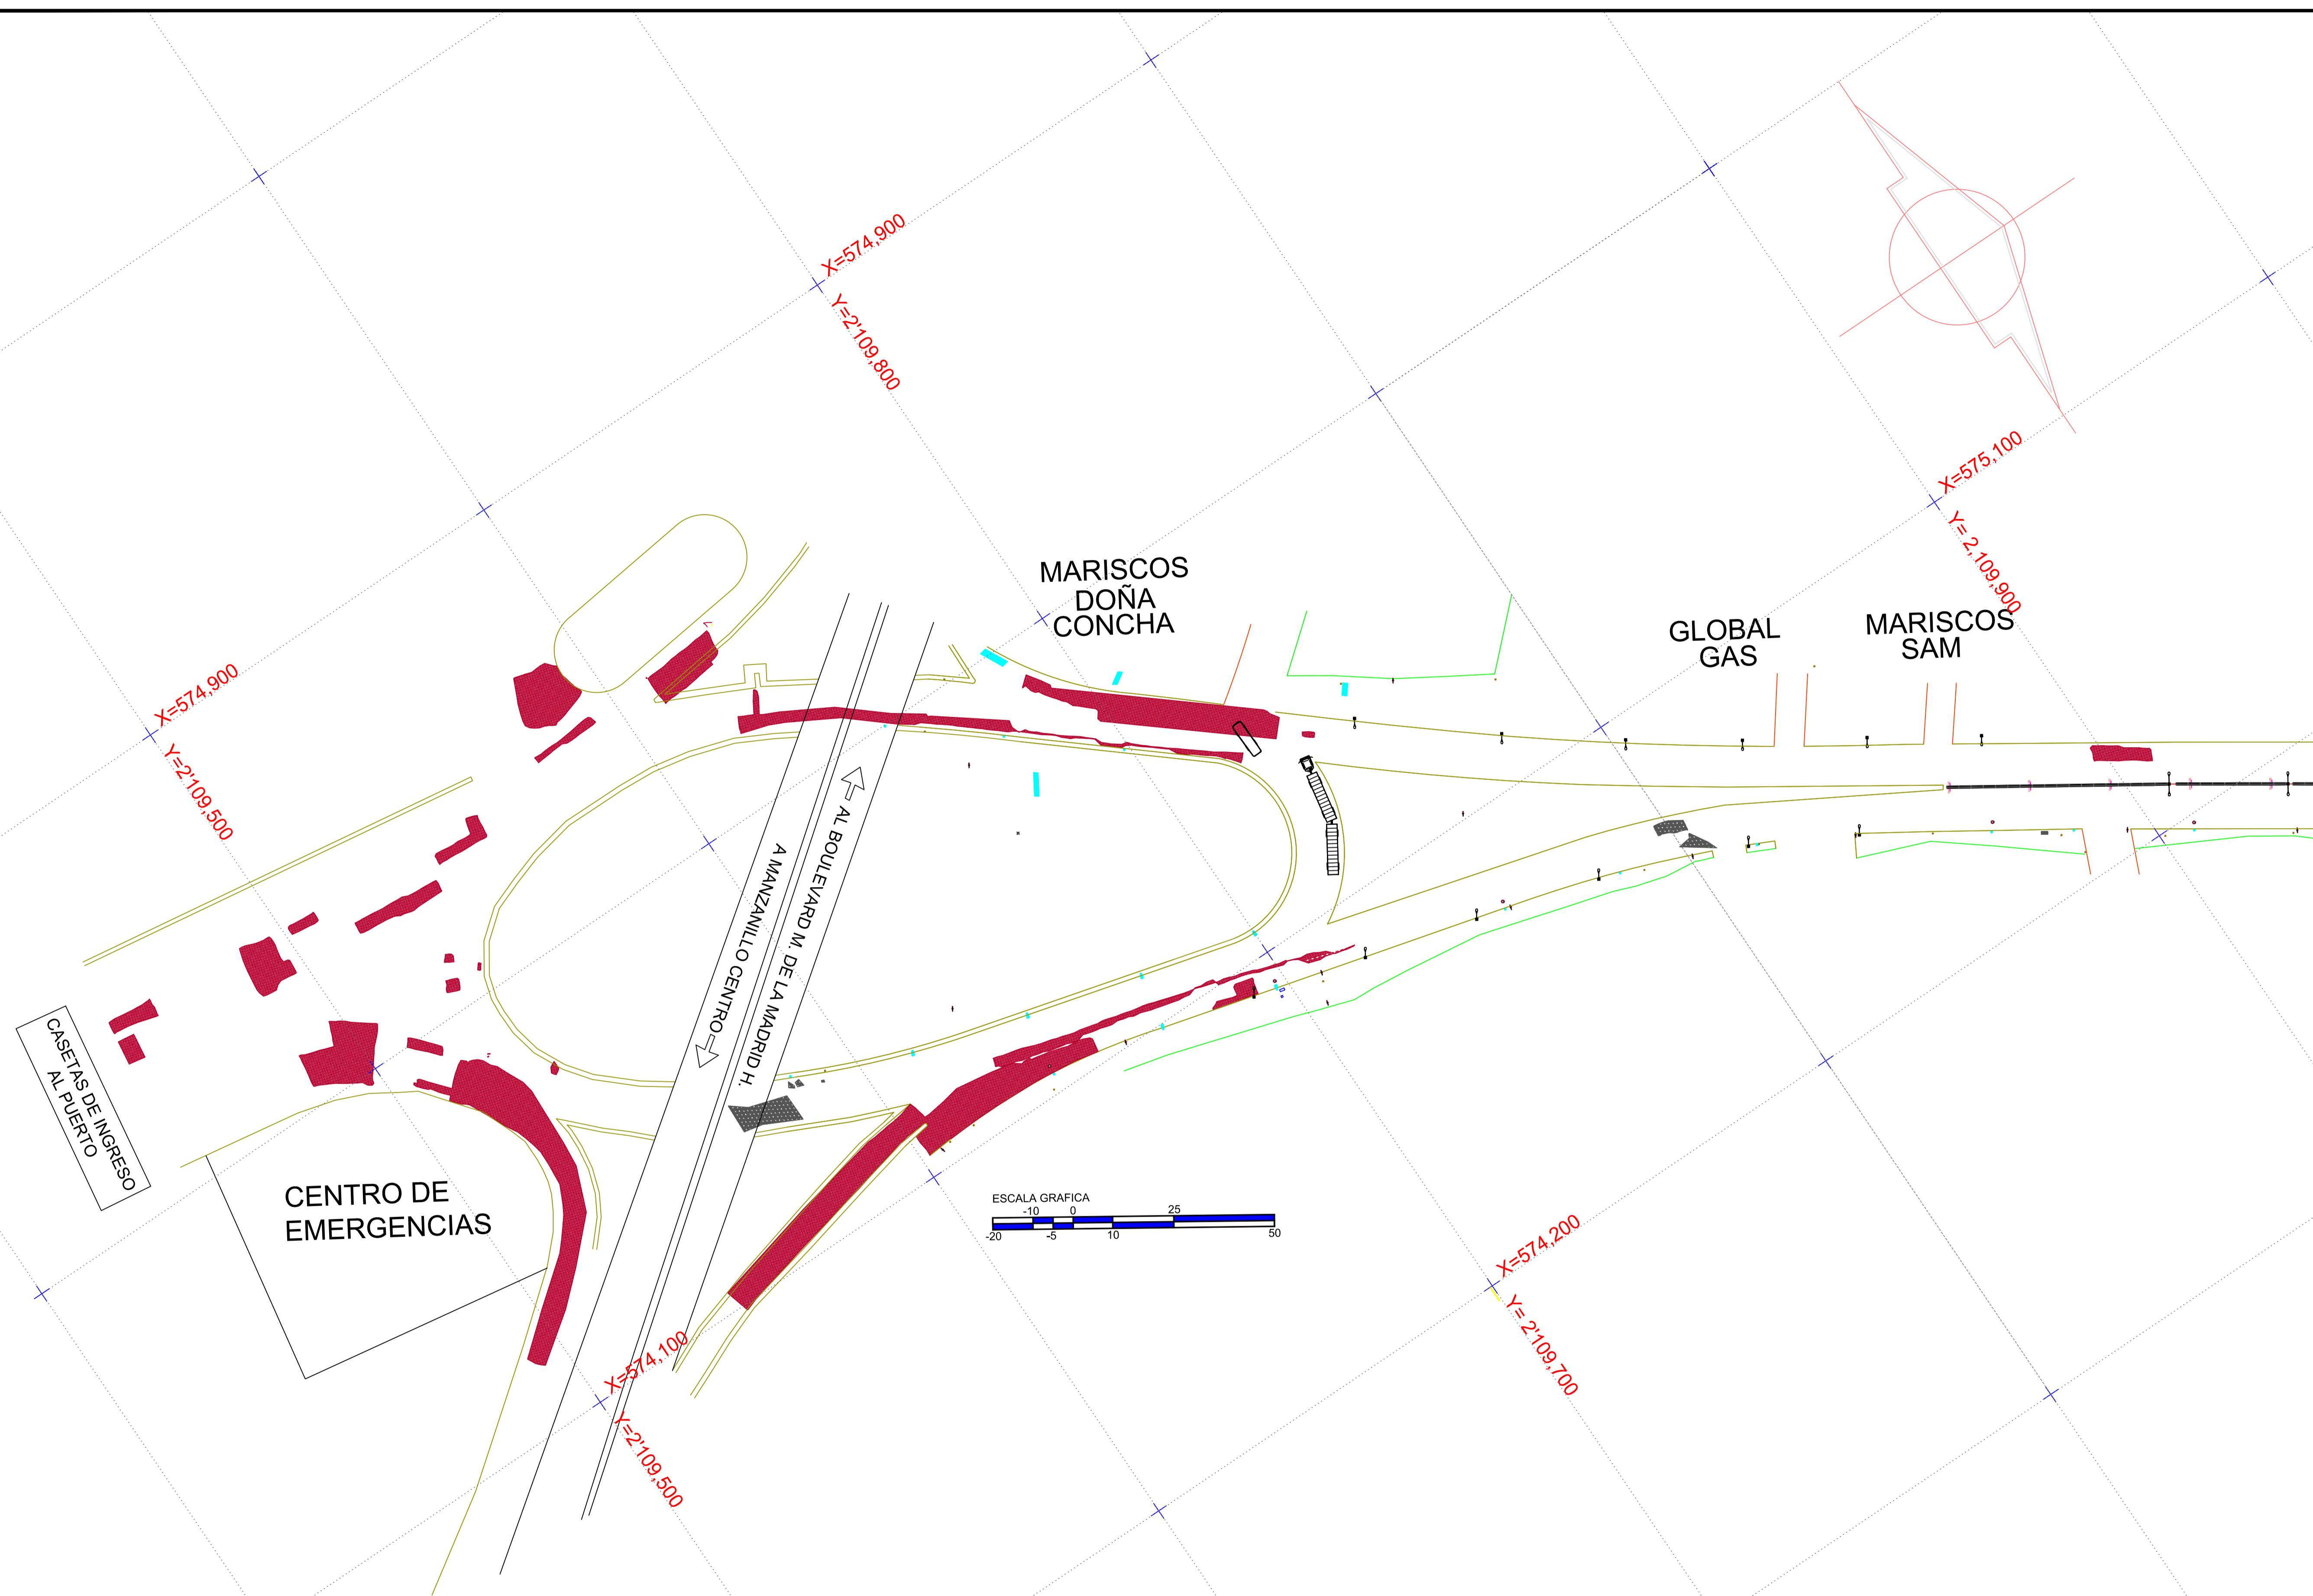 X=574,900
Y=2'109,800
X=575,100
Y= 2,109,900
MARISCOS
DOÑA
CONCHA
GLOBAL
GAS
MARISCOS
SAM
X=574,900
Y=2'109,500
A MANZANILLO CENTRO
AL BOULEVARD M. DE LA MADRID H.
CASETAS DE INGRESO
AL PUERTO
CENTRO DE
EMERGENCIAS
ESCALA GRAFICA
-10 0 25
-20 -5 10 50
X=574,200
Y= 2'109,700
X=574,100
Y=2'109,500